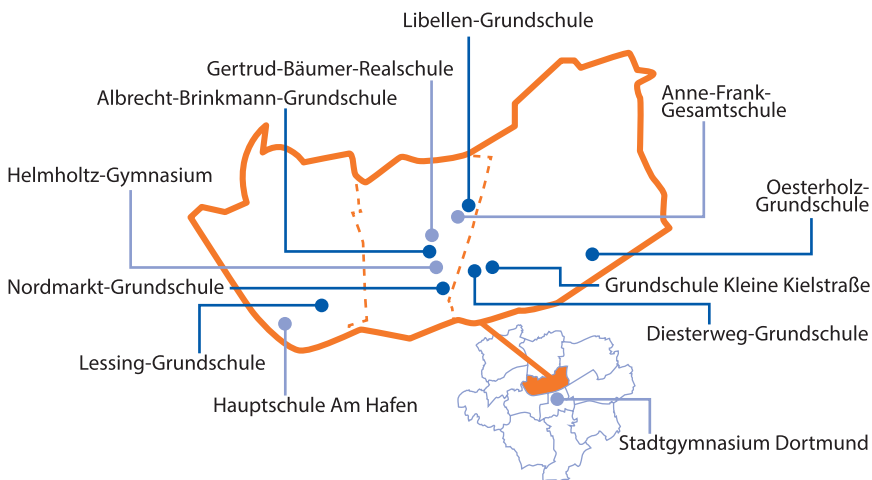 Libellen-Grundschule
Gertrud-Bäumer-Realschule
Albrecht-Brinkmann-Grundschule
Anne-Frank-
Gesamtschule
Helmholtz-Gymnasium
Oesterholz-
Grundschule
Nordmarkt-Grundschule
Grundschule Kleine Kielstraße
Diesterweg-Grundschule
Lessing-Grundschule
Hauptschule Am Hafen
Stadtgymnasium Dortmund